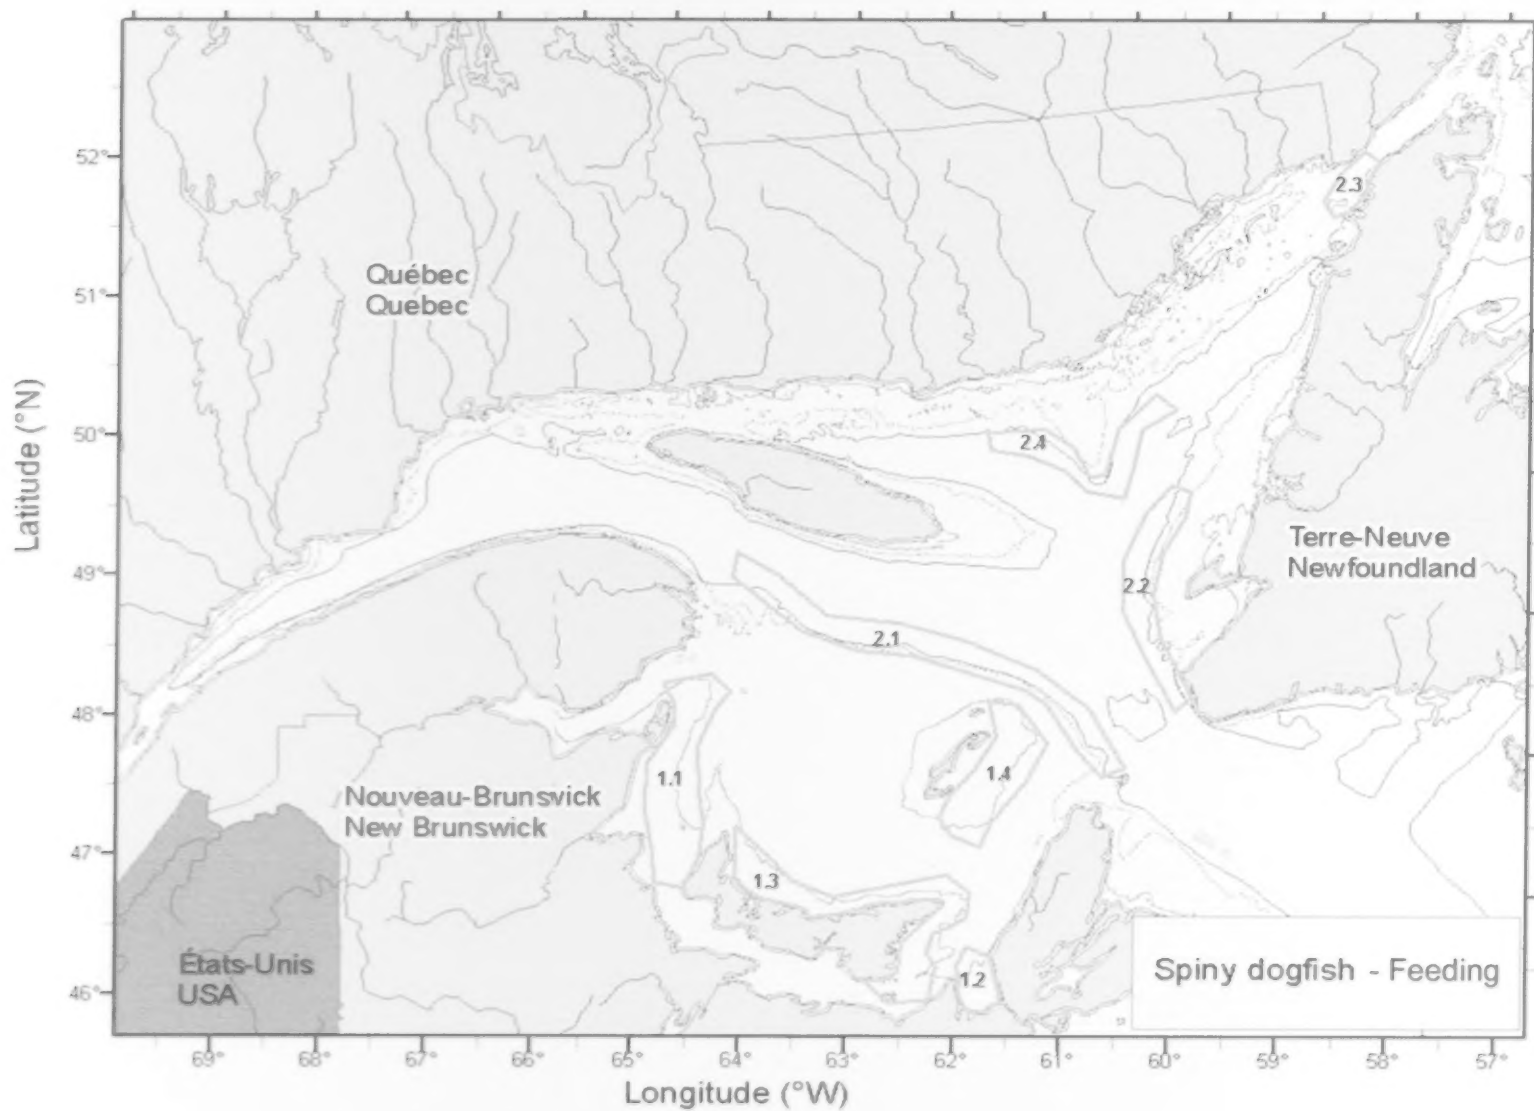 52°
51°
50°
49°
48°
47°
46°
Latitude (°N)
Québec
Quebec
2.3
2.4
Terre-Neuve
Newfoundland
2.2
2.1
1.1
1.4
Nouveau-Brunsvick
New Brunswick
1.3
1.2
États-Unis
USA
Spiny dogfish - Feeding
69°
68°
67°
66°
65°
64°
63°
62°
61°
60°
59°
58°
57°
Longitude (°W)